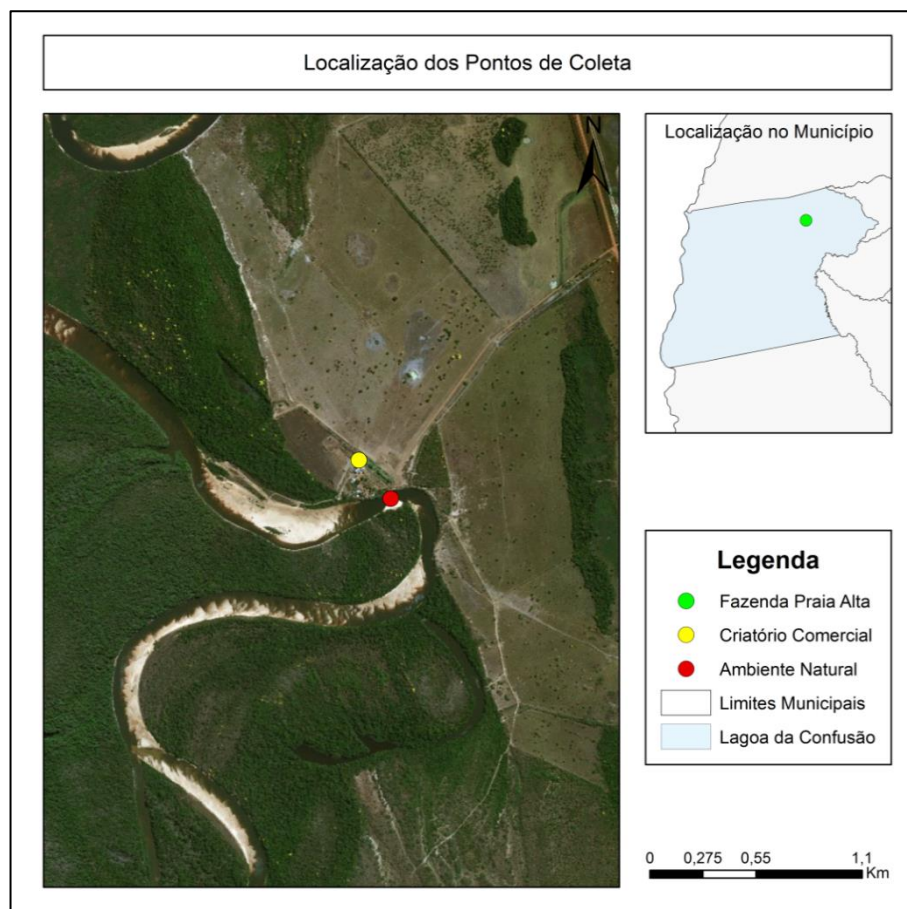 Localização dos Pontos de Coleta
N
Localização no Município
Legenda
Fazenda Praia Alta
Criatório Comercial
Ambiente Natural
Limites Municipais
Lagoa da Confusão
0 0,275 0,55 1,1
Km